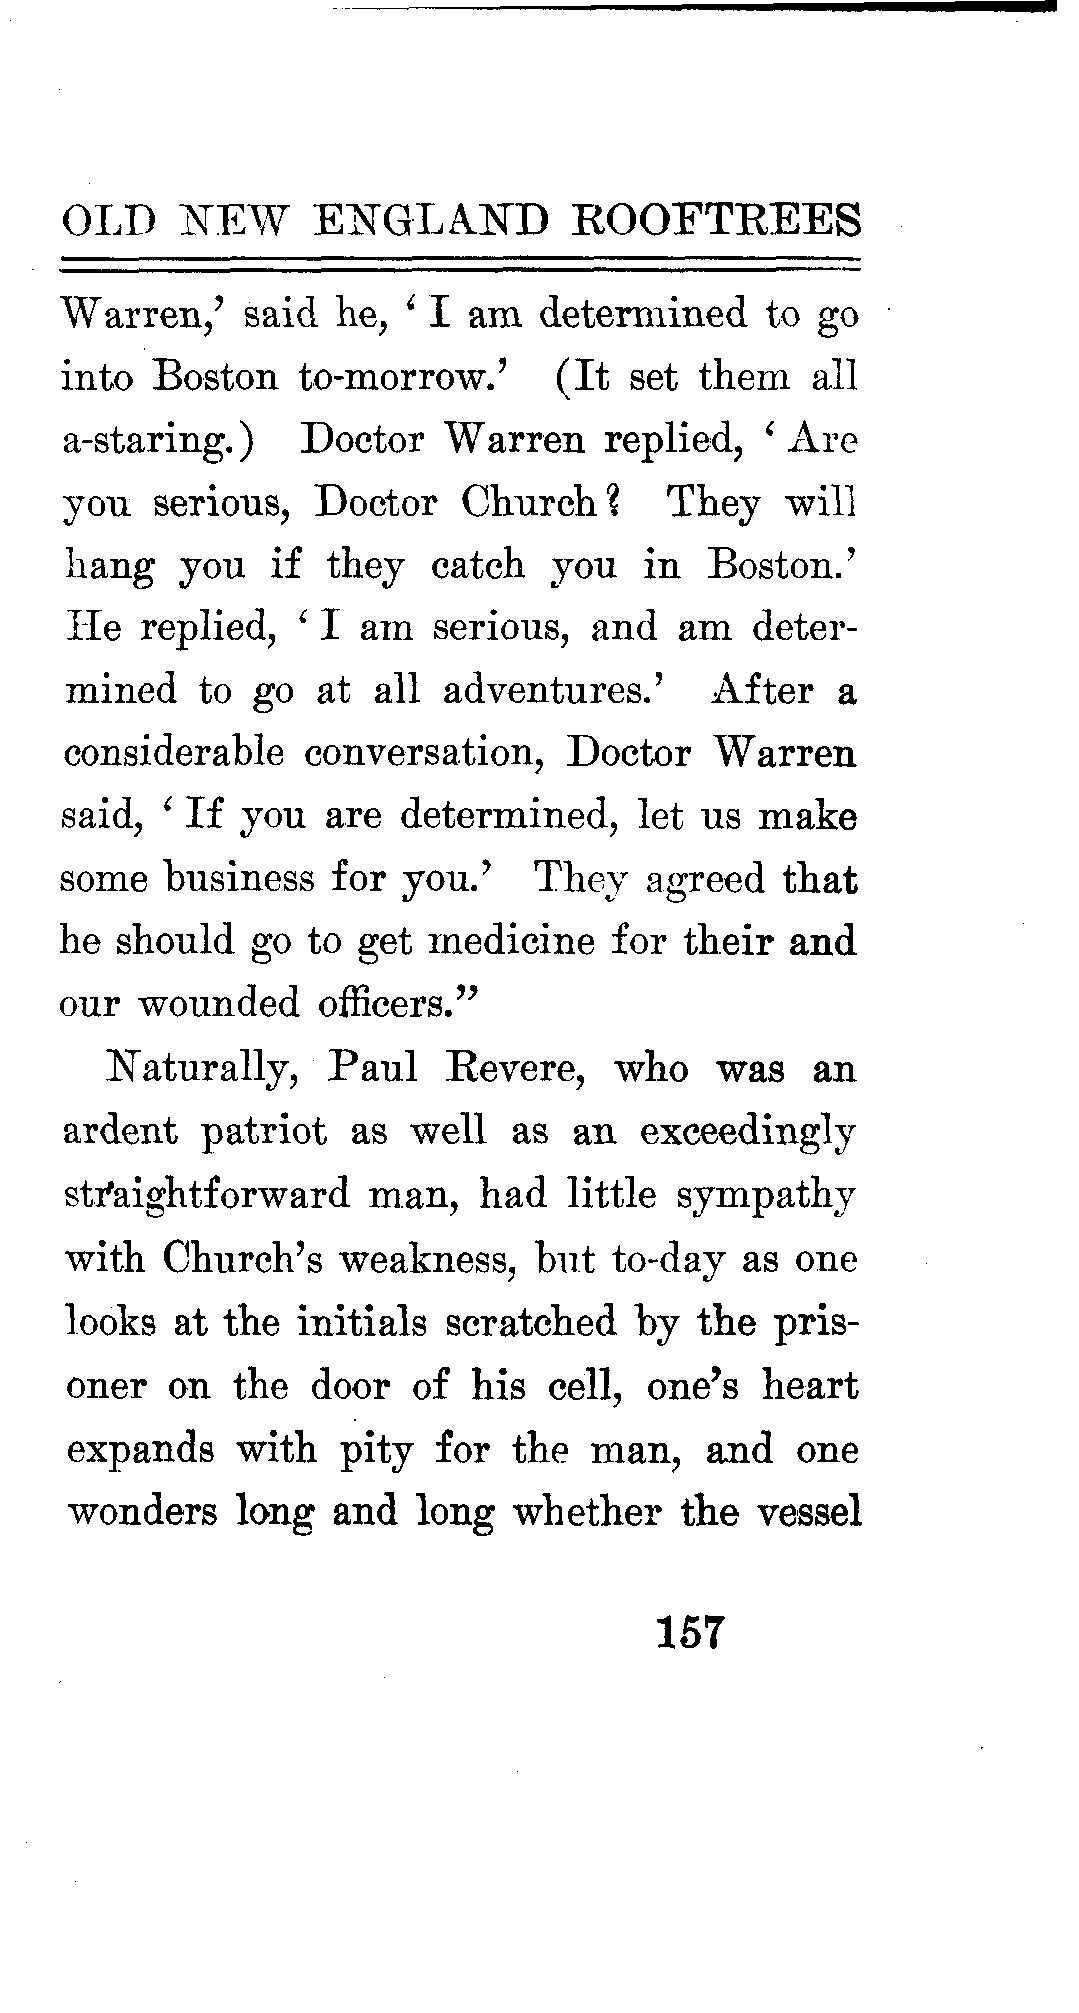 OLD NEW ENGLAND ROOFTREES
Warren,’ said he, ‘ I am determined to go
into Boston to-morrow.’ (It set them all
a-staring.) Doctor Warren replied, ‘ Are
you serious, Doctor Church? They will
hang you if they catch you in Boston.’
He replied, ‘ I am serious, and am deter-
mined to go at all adventures.’ After a
considerable conversation, Doctor Warren
said, ‘ If you are determined, let us make
some business for you.’ They agreed that
he should go to get medicine for their and
our wounded officers.”
Naturally, Paul Revere, who was an
ardent patriot as well as an exceedingly
straightforward man, had little sympathy
with Church’s weakness, but to-day as one
looks at the initials scratched by the pris-
oner on the door of his cell, one’s heart
expands with pity for the man, and one
wonders long and long whether the vessel
157